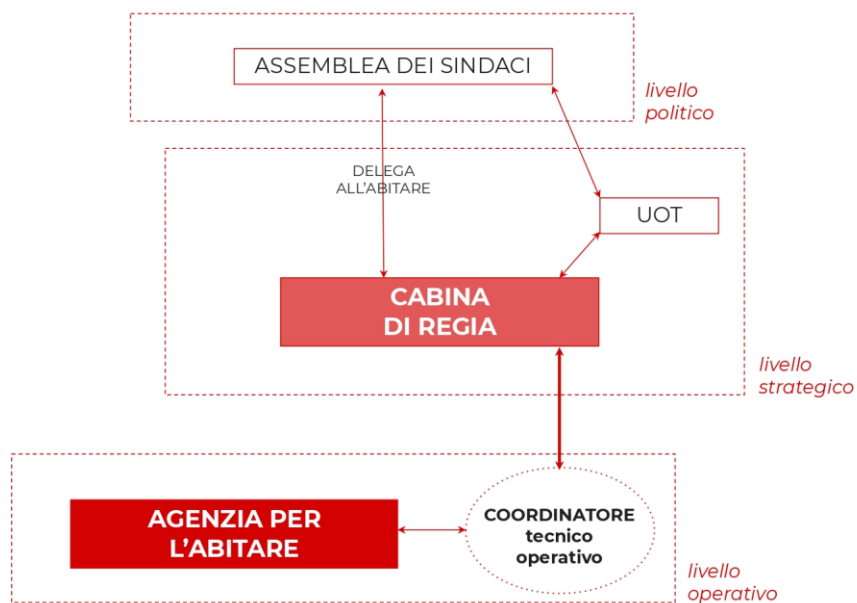 ASSEMBLEA DEI SINDACI
livello
politico
DELEGA
ALL'ABITARE
UOT
CABINA
DI REGIA
livello
strategico
AGENZIA PER
L'ABITARE
COORDINATORE
tecnico
operativo
livello
operativo